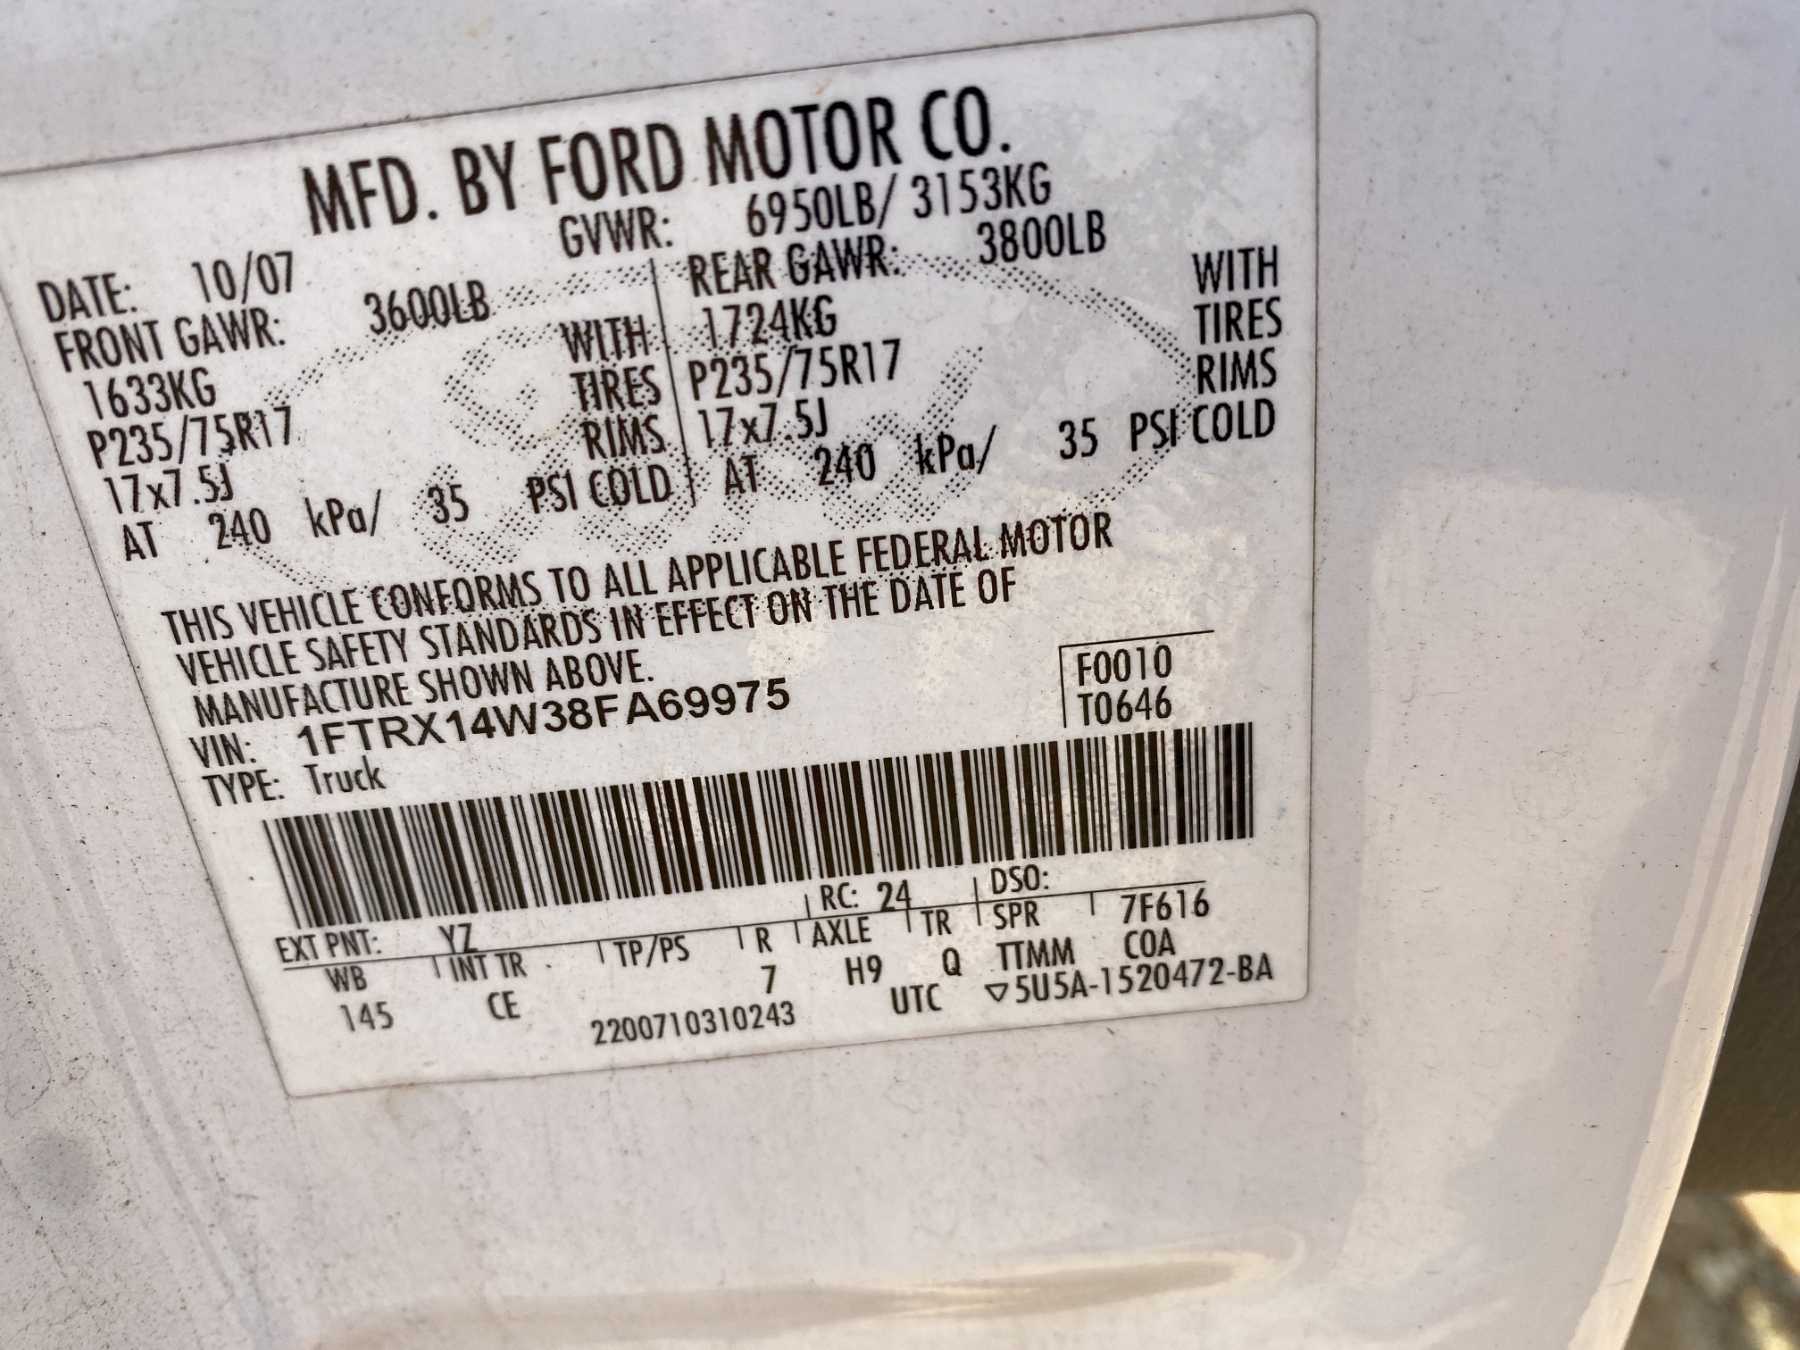 MFD. BY FORD MOTOR CO.
DATE: 10/07 GVWR: 6950LB/ 3153KG
FRONT GAWR: 3600LB REAR GAWR: 3800LB
1633KG WITH 1724KG WITH
P235/75R17 TIRES P235/75R17 TIRES
17x7.5J RIMS 17x7.5J RIMS
AT 240 kPa/ 35 PSI COLD AT 240 kPa/ 35 PSI COLD
THIS VEHICLE CONFORMS TO ALL APPLICABLE FEDERAL MOTOR
VEHICLE SAFETY STANDARDS IN EFFECT ON THE DATE OF
MANUFACTURE SHOWN ABOVE.
VIN: 1FTRX14W38FA69975 F0010
TYPE: Truck T0646
EXT PNT: YZ RC: 24 DSO:
WB INT TR TP/PS R AXLE TR SPR 7F616
145 CE 7 H9 Q TTMM COA
2200710310243 UTC ▽5U5A-1520472-BA